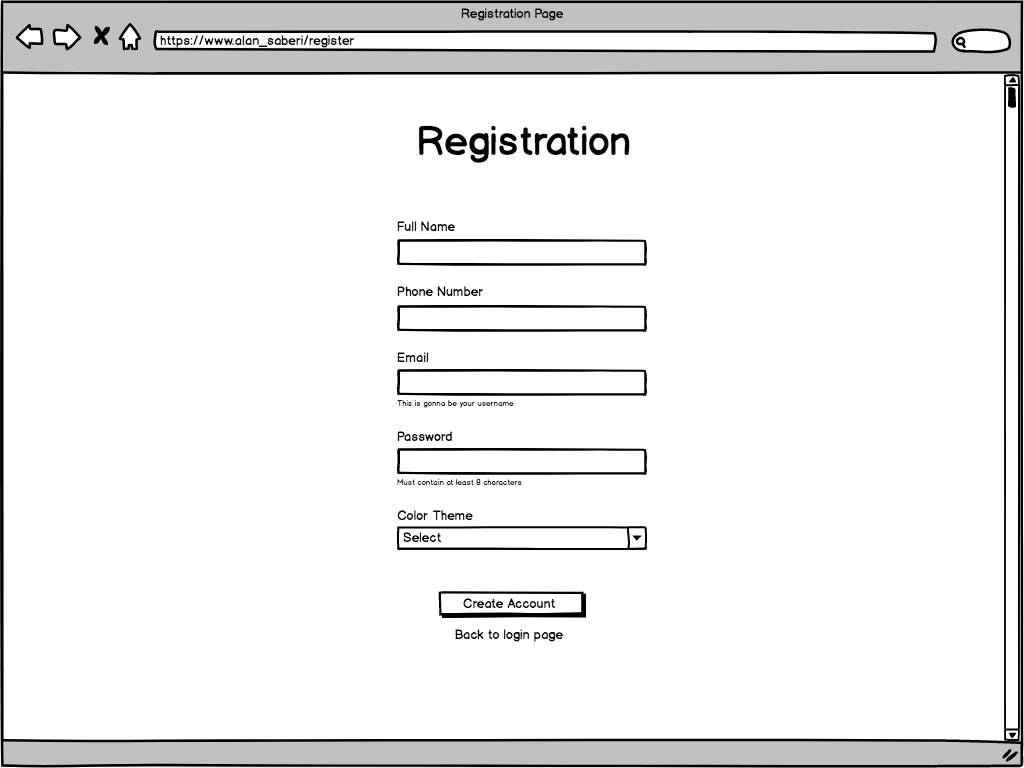 Registration Page
https://www.alan_saberi/register
Registration
Full Name
Phone Number
Email
This is gonna be your username
Password
Must contain at least 8 characters
Color Theme
Select
Create Account
Back to login page